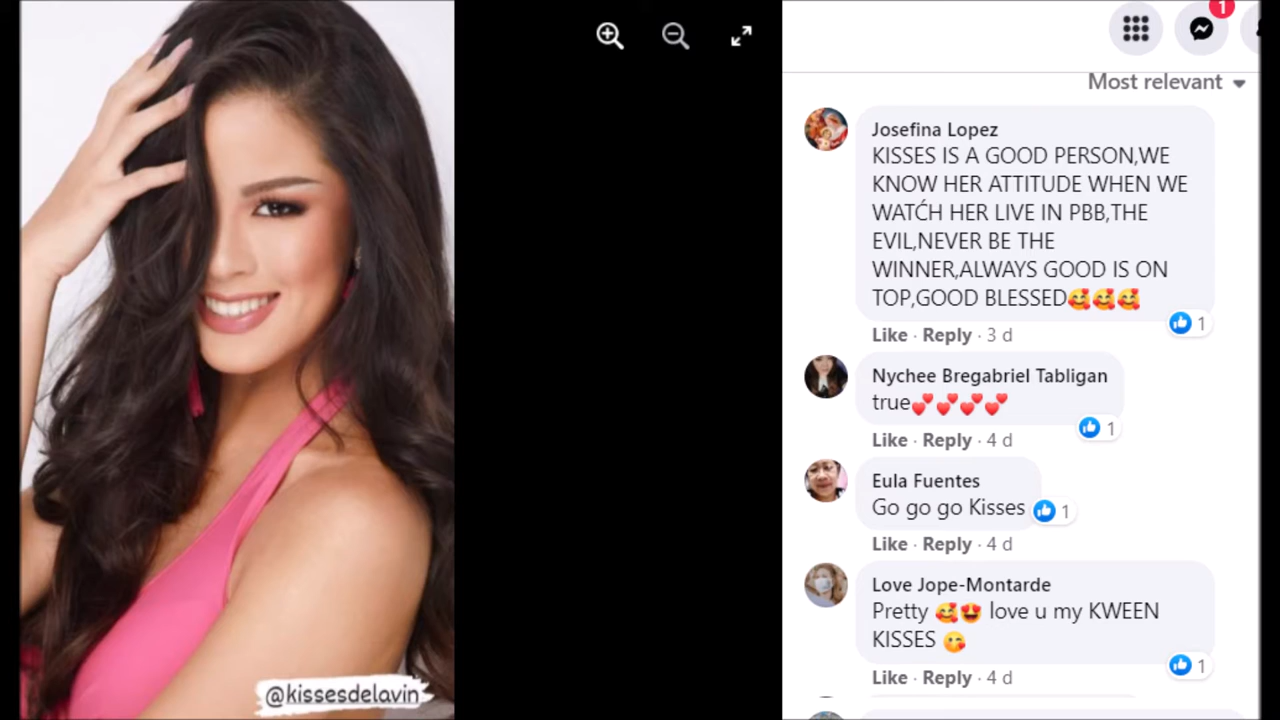 @kissesdelavin
1
Most relevant
Josefina Lopez
KISSES IS A GOOD PERSON,WE
KNOW HER ATTITUDE WHEN WE
WATĆH HER LIVE IN PBB,THE
EVIL,NEVER BE THE
WINNER,ALWAYS GOOD IS ON
TOP,GOOD BLESSED🥰🥰🥰
1
Like · Reply · 3 d
Nychee Bregabriel Tabligan
true💕💕💕💕
1
Like · Reply · 4 d
Eula Fuentes
Go go go Kisses
1
Like · Reply · 4 d
Love Jope-Montarde
Pretty 🥰😍 love u my KWEEN
KISSES 😋
1
Like · Reply · 4 d